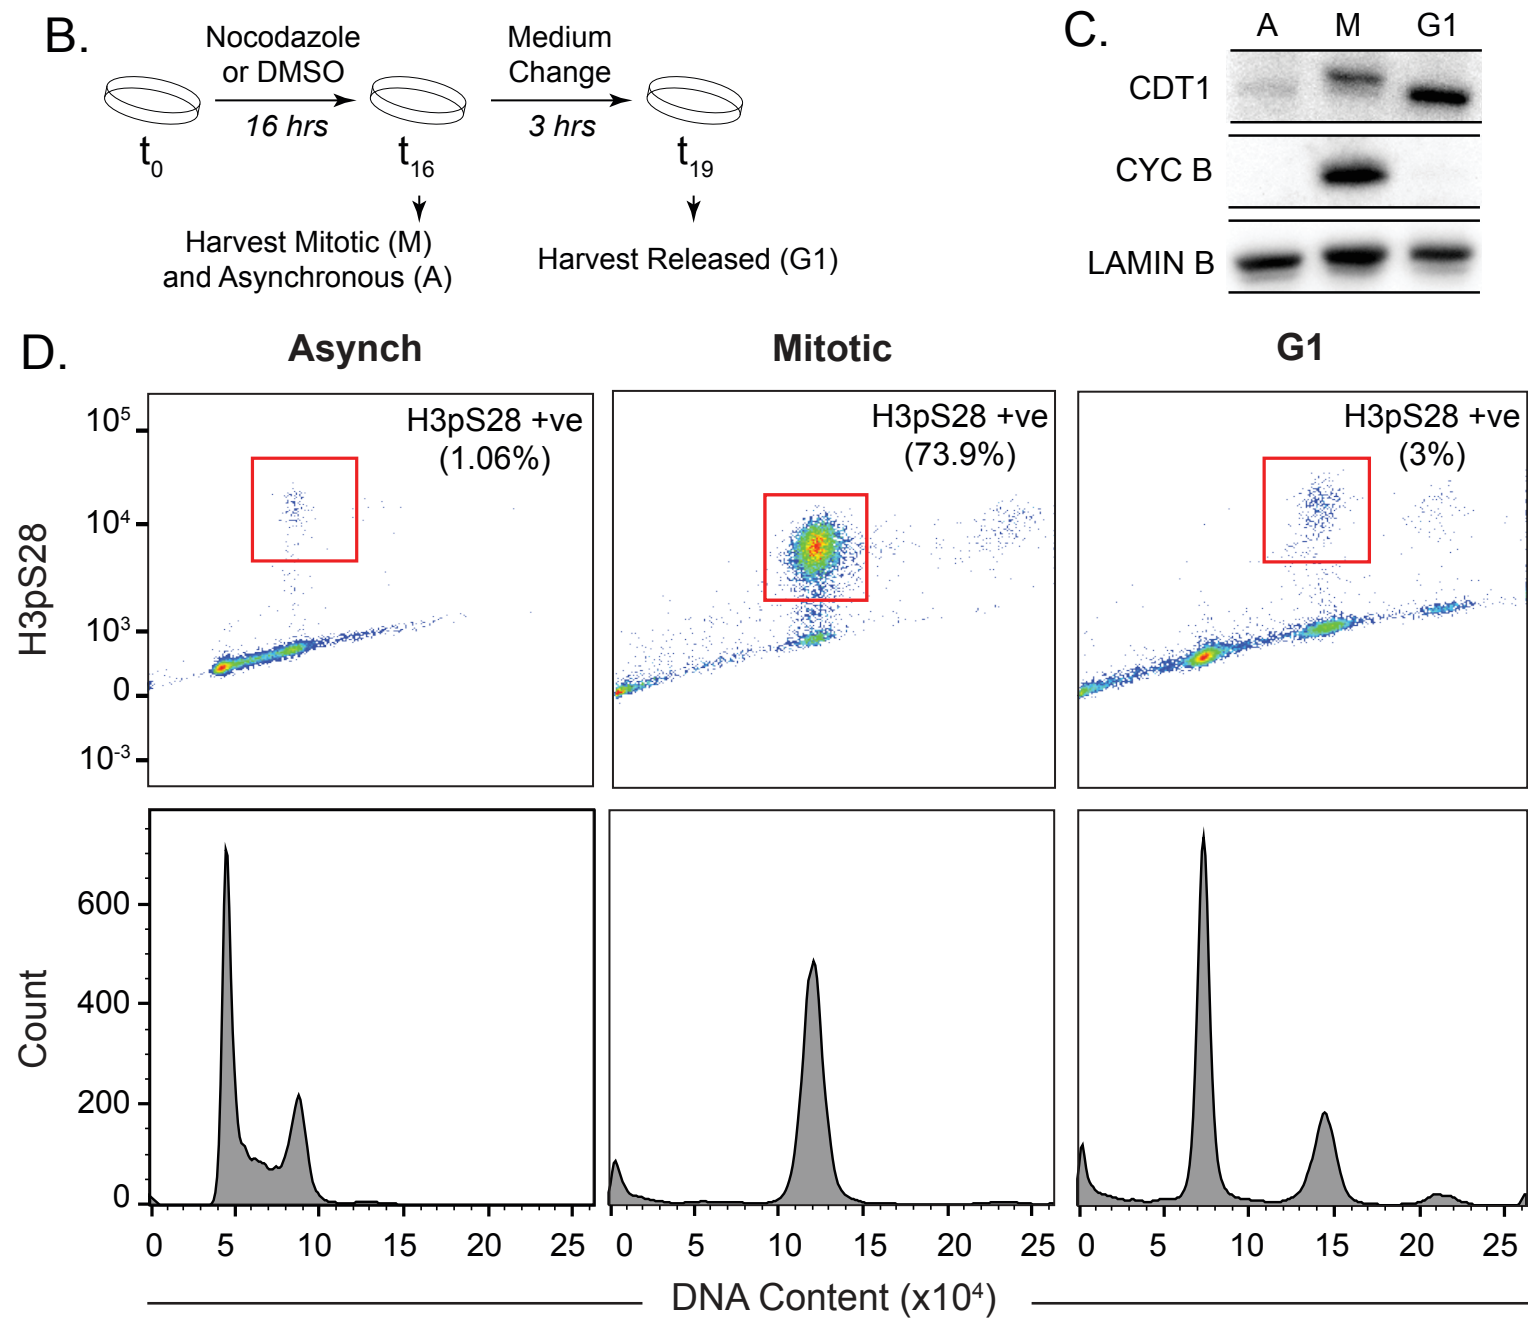 B.
Nocodazole
or DMSO
16 hrs
Medium
Change
3 hrs
t0
t16
t19
Harvest Mitotic (M)
and Asynchronous (A)
Harvest Released (G1)
C.
A M G1
CDT1
CYC B
LAMIN B
D.
Asynch
Mitotic
G1
H3pS28 +ve
(1.06%)
H3pS28 +ve
(73.9%)
H3pS28 +ve
(3%)
H3pS28
10^5
10^4
10^3
0
10^-3
Count
600
400
200
0
0 5 10 15 20 25
0 5 10 15 20 25
0 5 10 15 20 25
DNA Content (x10^4)